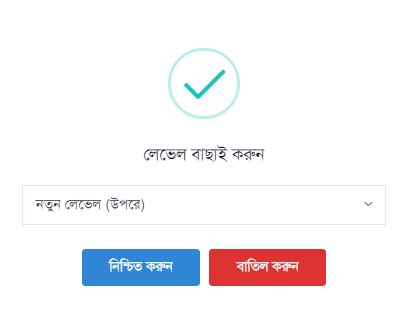 লেভেল বাছাই করুন
নতুন লেভেল (উপরে)
নিশ্চিত করুন
বাতিল করুন